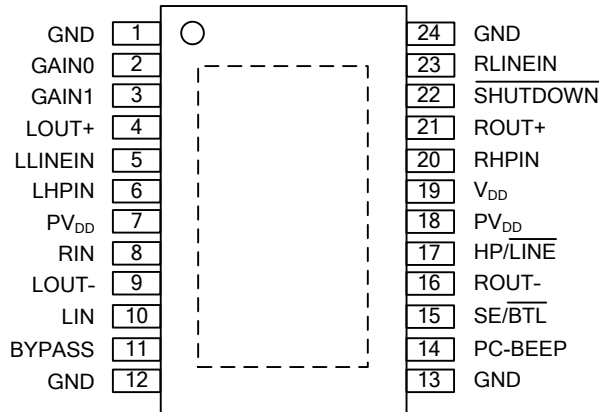 GND 1 24 GND
GAIN0 2 23 RLINEIN
GAIN1 3 22 SHUTDOWN
LOUT+ 4 21 ROUT+
LLINEIN 5 20 RHPIN
LHPIN 6 19 VDD
PVDD 7 18 PVDD
RIN 8 17 HP/LINE
LOUT- 9 16 ROUT-
LIN 10 15 SE/BTL
BYPASS 11 14 PC-BEEP
GND 12 13 GND